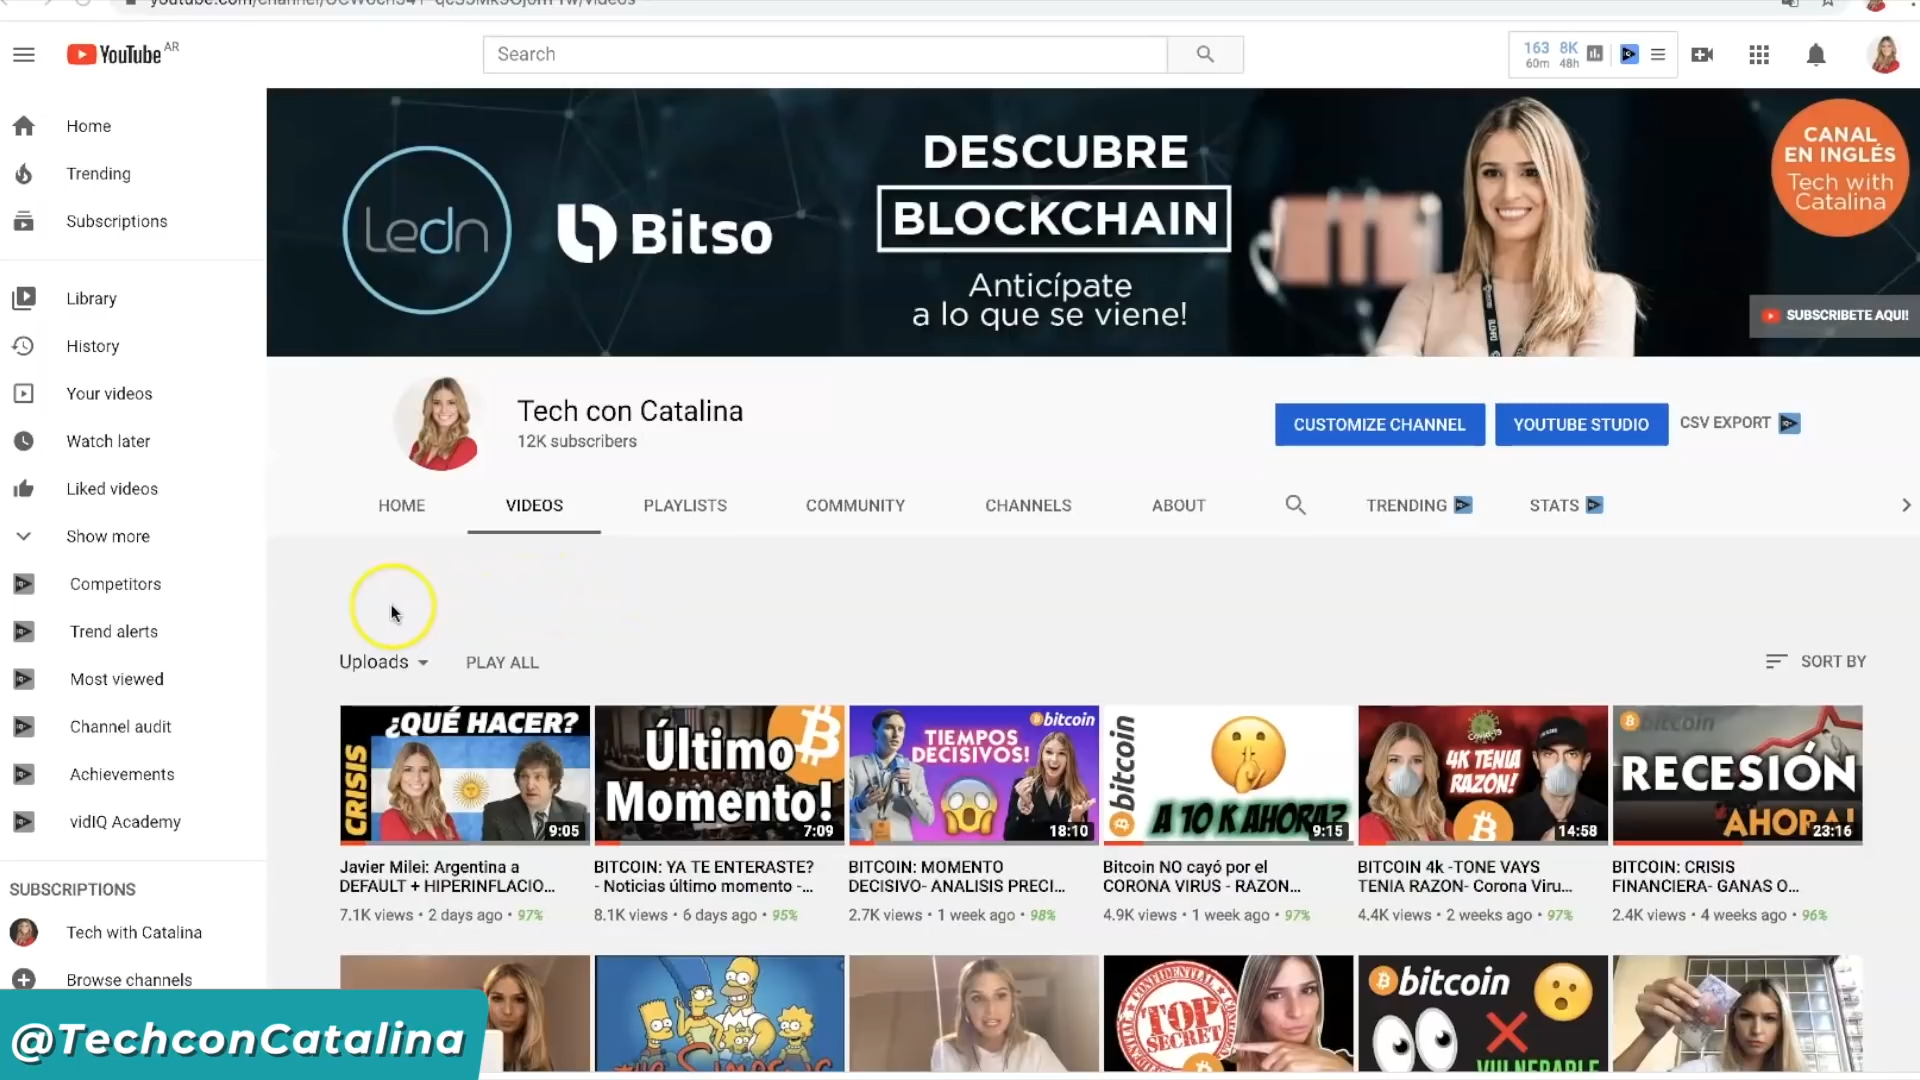 YouTube AR
Search
163 8K
60m 48h
Home
Trending
Subscriptions
Library
History
Your videos
Watch later
Liked videos
Show more
Competitors
Trend alerts
Most viewed
Channel audit
Achievements
vidIQ Academy
SUBSCRIPTIONS
Tech with Catalina
Browse channels
@TechconCatalina
Ledn
Bitso
DESCUBRE
BLOCKCHAIN
Anticípate
a lo que se viene!
CANAL
EN INGLÉS
Tech with
Catalina
SUBSCRIBETE AQUI!
Tech con Catalina
12K subscribers
CUSTOMIZE CHANNEL
YOUTUBE STUDIO
CSV EXPORT
HOME
VIDEOS
PLAYLISTS
COMMUNITY
CHANNELS
ABOUT
TRENDING
STATS
Uploads
PLAY ALL
SORT BY
¿QUÉ HACER?
CRISIS
9:05
Javier Milei: Argentina a
DEFAULT + HIPERINFLACIO...
7.1K views • 2 days ago • 97%
Último
Momento!
7:09
BITCOIN: YA TE ENTERASTE?
- Noticias último momento -...
8.1K views • 6 days ago • 95%
bitcoin
TIEMPOS
DECISIVOS!
18:10
BITCOIN: MOMENTO
DECISIVO- ANALISIS PRECI...
2.7K views • 1 week ago • 98%
bitcoin
A 10 K AHORA?
9:15
Bitcoin NO cayó por el
CORONA VIRUS - RAZON...
4.9K views • 1 week ago • 97%
Covid-19
4K TENIA
RAZON!
14:58
BITCOIN 4k -TONE VAYS
TENIA RAZON- Corona Viru...
4.4K views • 2 weeks ago • 97%
bitcoin
RECESIÓN
AHORA!
23:16
BITCOIN: CRISIS
FINANCIERA- GANAS O...
2.4K views • 4 weeks ago • 96%
CONFIDENTIAL
TOP
SECRET
bitcoin
VULNERABLE